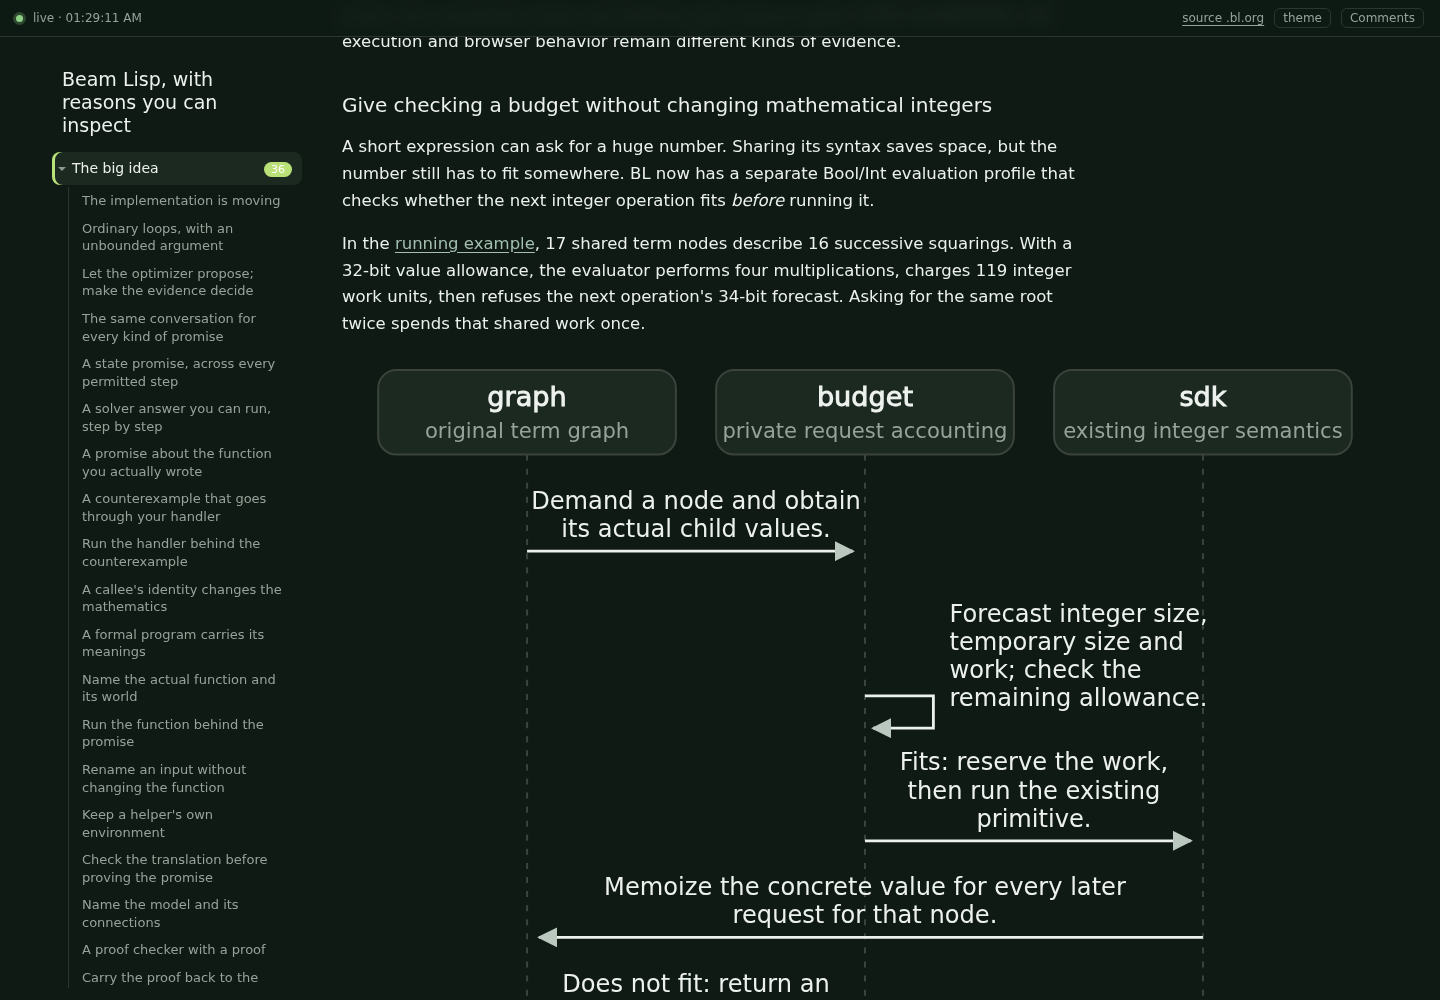 live · 01:29:11 AM
source .bl.org
theme
Comments
Beam Lisp, with
reasons you can
inspect
The big idea
36
The implementation is moving
Ordinary loops, with an
unbounded argument
Let the optimizer propose;
make the evidence decide
The same conversation for
every kind of promise
A state promise, across every
permitted step
A solver answer you can run,
step by step
A promise about the function
you actually wrote
A counterexample that goes
through your handler
Run the handler behind the
counterexample
A callee's identity changes the
mathematics
A formal program carries its
meanings
Name the actual function and
its world
Run the function behind the
promise
Rename an input without
changing the function
Keep a helper's own
environment
Check the translation before
proving the promise
Name the model and its
connections
A proof checker with a proof
Carry the proof back to the
execution and browser behavior remain different kinds of evidence.
Give checking a budget without changing mathematical integers
A short expression can ask for a huge number. Sharing its syntax saves space, but the
number still has to fit somewhere. BL now has a separate Bool/Int evaluation profile that
checks whether the next integer operation fits before running it.
In the running example, 17 shared term nodes describe 16 successive squarings. With a
32-bit value allowance, the evaluator performs four multiplications, charges 119 integer
work units, then refuses the next operation's 34-bit forecast. Asking for the same root
twice spends that shared work once.
graph
original term graph
budget
private request accounting
sdk
existing integer semantics
Demand a node and obtain
its actual child values.
Forecast integer size,
temporary size and
work; check the
remaining allowance.
Fits: reserve the work,
then run the existing
primitive.
Memoize the concrete value for every later
request for that node.
Does not fit: return an